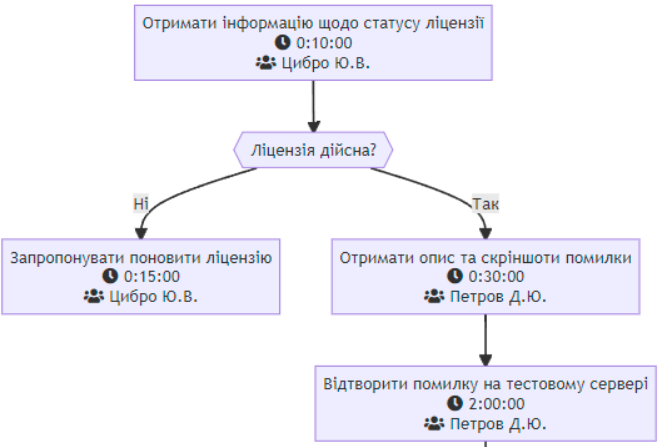 Отримати інформацію щодо статусу ліцензії
0:10:00
Цибро Ю.В.
Ліцензія дійсна?
Ні
Так
Запропонувати поновити ліцензію
0:15:00
Цибро Ю.В.
Отримати опис та скріншоти помилки
0:30:00
Петров Д.Ю.
Відтворити помилку на тестовому сервері
2:00:00
Петров Д.Ю.